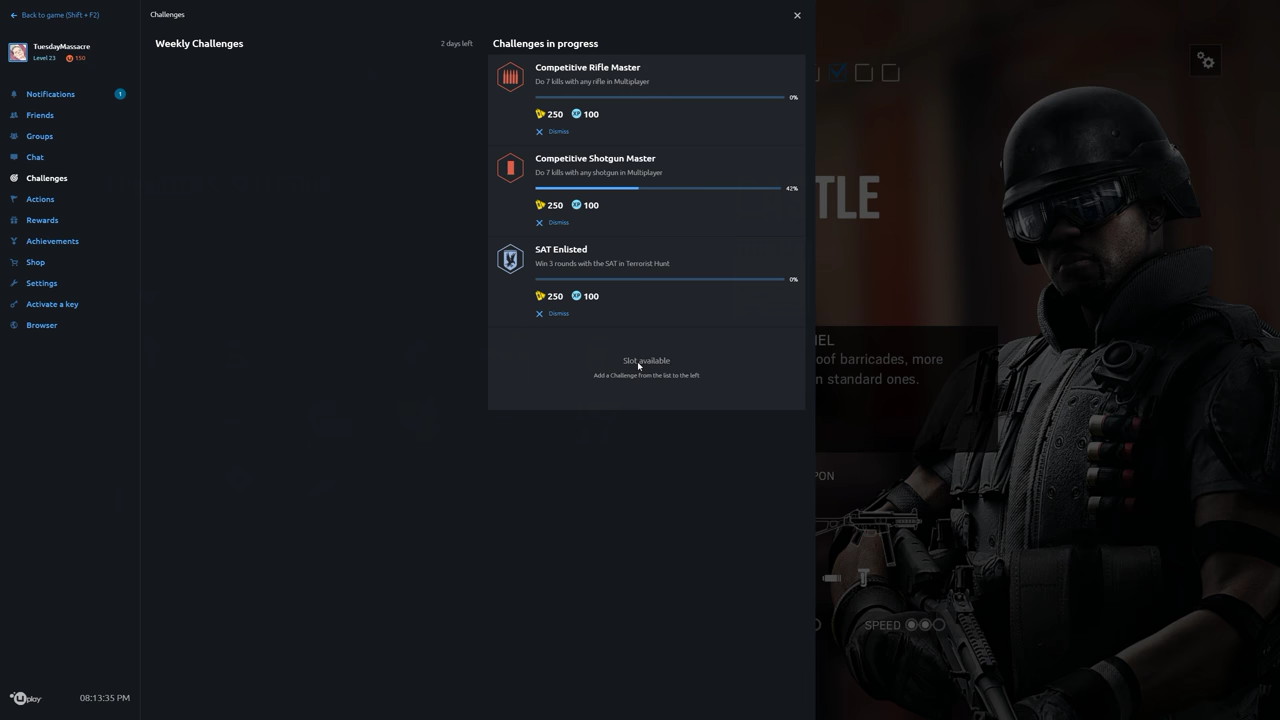 Back to game (Shift + F2)
Challenges
TuesdayMassacre
Level 23
150
Notifications
1
Friends
Groups
Chat
Challenges
Actions
Rewards
Achievements
Shop
Settings
Activate a key
Browser
uplay
08:13:35 PM
Weekly Challenges
2 days left
Challenges in progress
Competitive Rifle Master
Do 7 kills with any rifle in Multiplayer
0%
250 XP 100
Dismiss
Competitive Shotgun Master
Do 7 kills with any shotgun in Multiplayer
42%
250 XP 100
Dismiss
SAT Enlisted
Win 3 rounds with the SAT in Terrorist Hunt
0%
250 XP 100
Dismiss
Slot available
Add a Challenge from the list to the left
TLE
EL
oof barricades, more
n standard ones.
PON
SPEED